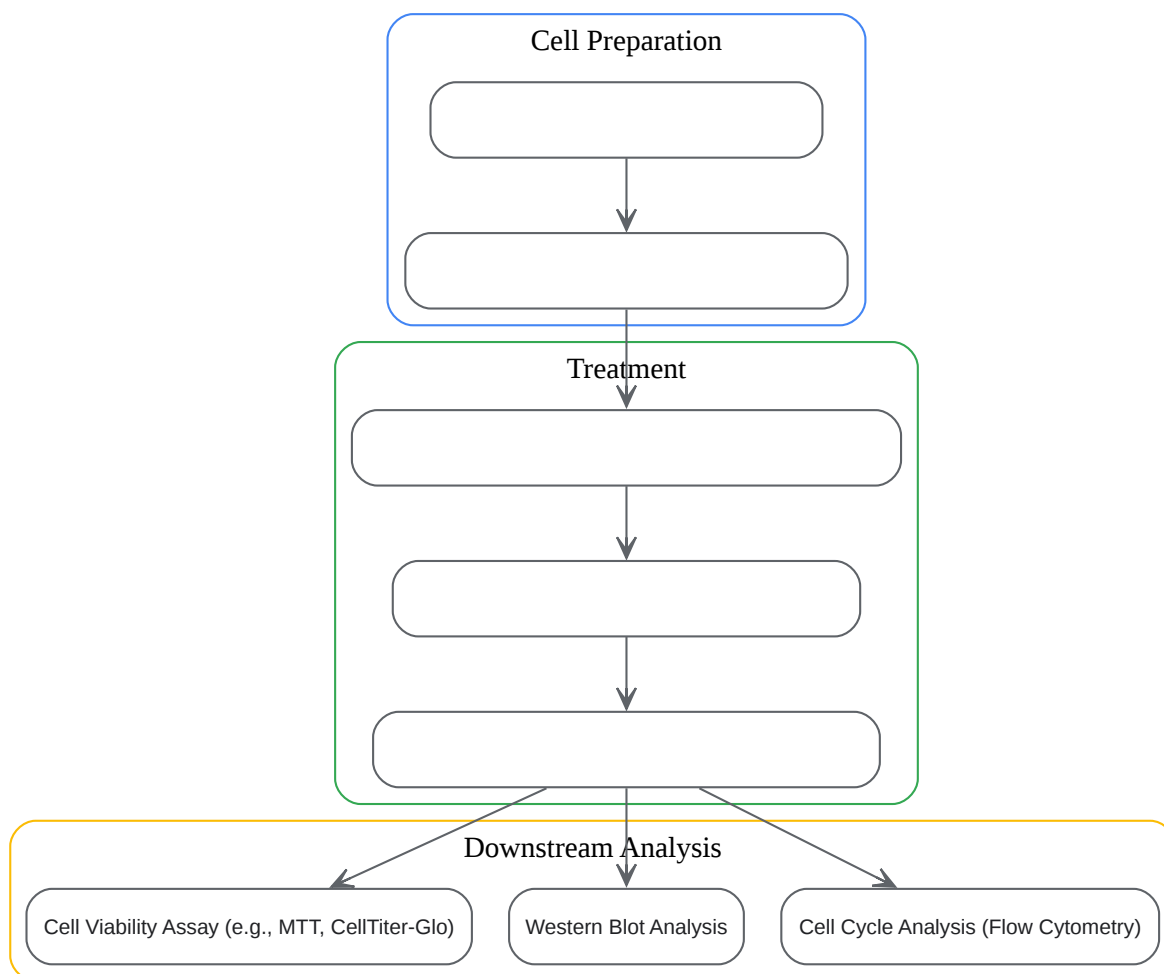 Cell Preparation
Treatment
Downstream Analysis
Cell Viability Assay (e.g., MTT, CellTiter-Glo)
Western Blot Analysis
Cell Cycle Analysis (Flow Cytometry)